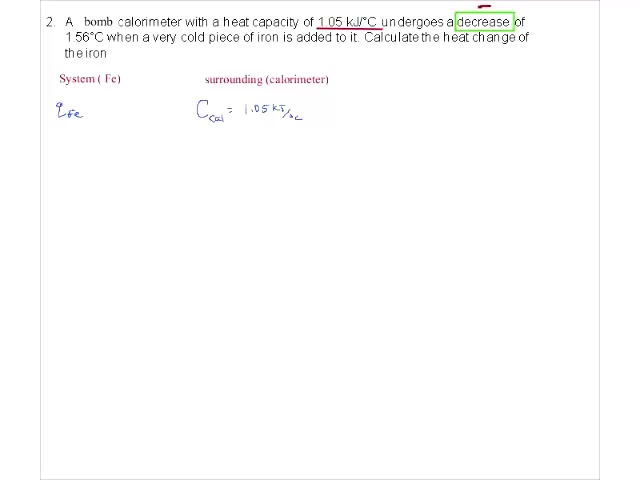 2. A bomb calorimeter with a heat capacity of 1.05 kJ/°C undergoes a decrease of
1.56°C when a very cold piece of iron is added to it. Calculate the heat change of
the iron
System ( Fe) surrounding (calorimeter)
q Fe C cal = 1.05 kJ/°C